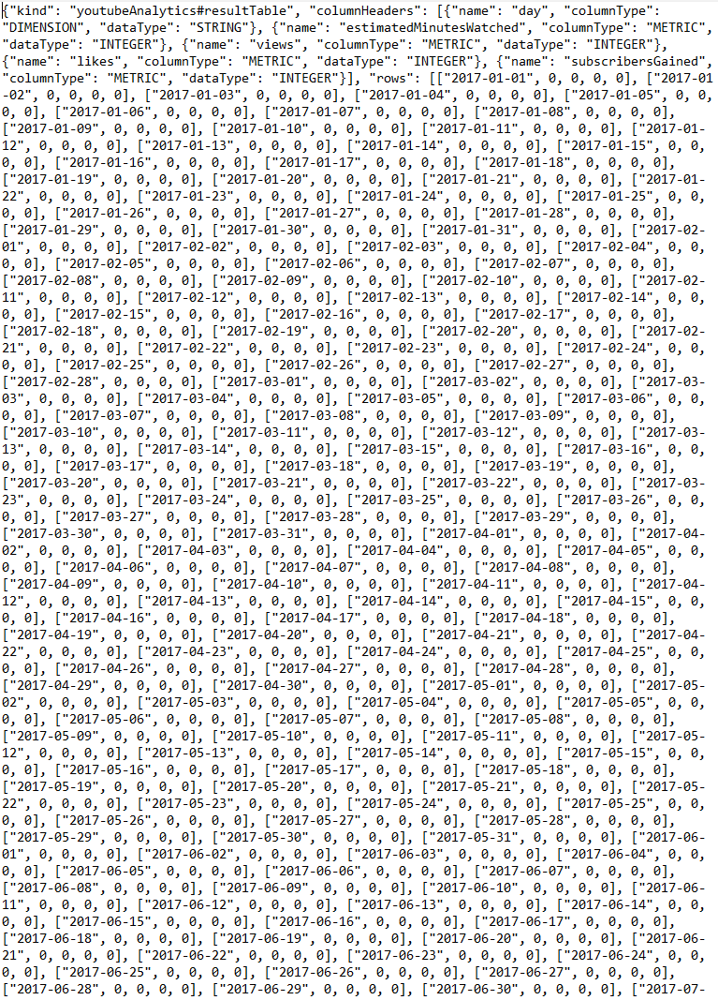 {"kind": "youtubeAnalytics#resultTable", "columnHeaders": [{"name": "day", "columnType":
"DIMENSION", "dataType": "STRING"}, {"name": "estimatedMinutesWatched", "columnType": "METRIC",
"dataType": "INTEGER"}, {"name": "views", "columnType": "METRIC", "dataType": "INTEGER"},
{"name": "likes", "columnType": "METRIC", "dataType": "INTEGER"}, {"name": "subscribersGained",
"columnType": "METRIC", "dataType": "INTEGER"}], "rows": [["2017-01-01", 0, 0, 0, 0], ["2017-01
-02", 0, 0, 0, 0], ["2017-01-03", 0, 0, 0, 0], ["2017-01-04", 0, 0, 0, 0], ["2017-01-05", 0, 0,
0, 0], ["2017-01-06", 0, 0, 0, 0], ["2017-01-07", 0, 0, 0, 0], ["2017-01-08", 0, 0, 0, 0],
["2017-01-09", 0, 0, 0, 0], ["2017-01-10", 0, 0, 0, 0], ["2017-01-11", 0, 0, 0, 0], ["2017-01-
12", 0, 0, 0, 0], ["2017-01-13", 0, 0, 0, 0], ["2017-01-14", 0, 0, 0, 0], ["2017-01-15", 0, 0,
0, 0], ["2017-01-16", 0, 0, 0, 0], ["2017-01-17", 0, 0, 0, 0], ["2017-01-18", 0, 0, 0, 0],
["2017-01-19", 0, 0, 0, 0], ["2017-01-20", 0, 0, 0, 0], ["2017-01-21", 0, 0, 0, 0], ["2017-01-
22", 0, 0, 0, 0], ["2017-01-23", 0, 0, 0, 0], ["2017-01-24", 0, 0, 0, 0], ["2017-01-25", 0, 0,
0, 0], ["2017-01-26", 0, 0, 0, 0], ["2017-01-27", 0, 0, 0, 0], ["2017-01-28", 0, 0, 0, 0],
["2017-01-29", 0, 0, 0, 0], ["2017-01-30", 0, 0, 0, 0], ["2017-01-31", 0, 0, 0, 0], ["2017-02-
01", 0, 0, 0, 0], ["2017-02-02", 0, 0, 0, 0], ["2017-02-03", 0, 0, 0, 0], ["2017-02-04", 0, 0,
0, 0], ["2017-02-05", 0, 0, 0, 0], ["2017-02-06", 0, 0, 0, 0], ["2017-02-07", 0, 0, 0, 0],
["2017-02-08", 0, 0, 0, 0], ["2017-02-09", 0, 0, 0, 0], ["2017-02-10", 0, 0, 0, 0], ["2017-02-
11", 0, 0, 0, 0], ["2017-02-12", 0, 0, 0, 0], ["2017-02-13", 0, 0, 0, 0], ["2017-02-14", 0, 0,
0, 0], ["2017-02-15", 0, 0, 0, 0], ["2017-02-16", 0, 0, 0, 0], ["2017-02-17", 0, 0, 0, 0],
["2017-02-18", 0, 0, 0, 0], ["2017-02-19", 0, 0, 0, 0], ["2017-02-20", 0, 0, 0, 0], ["2017-02-
21", 0, 0, 0, 0], ["2017-02-22", 0, 0, 0, 0], ["2017-02-23", 0, 0, 0, 0], ["2017-02-24", 0, 0,
0, 0], ["2017-02-25", 0, 0, 0, 0], ["2017-02-26", 0, 0, 0, 0], ["2017-02-27", 0, 0, 0, 0],
["2017-02-28", 0, 0, 0, 0], ["2017-03-01", 0, 0, 0, 0], ["2017-03-02", 0, 0, 0, 0], ["2017-03-
03", 0, 0, 0, 0], ["2017-03-04", 0, 0, 0, 0], ["2017-03-05", 0, 0, 0, 0], ["2017-03-06", 0, 0,
0, 0], ["2017-03-07", 0, 0, 0, 0], ["2017-03-08", 0, 0, 0, 0], ["2017-03-09", 0, 0, 0, 0],
["2017-03-10", 0, 0, 0, 0], ["2017-03-11", 0, 0, 0, 0], ["2017-03-12", 0, 0, 0, 0], ["2017-03-
13", 0, 0, 0, 0], ["2017-03-14", 0, 0, 0, 0], ["2017-03-15", 0, 0, 0, 0], ["2017-03-16", 0, 0,
0, 0], ["2017-03-17", 0, 0, 0, 0], ["2017-03-18", 0, 0, 0, 0], ["2017-03-19", 0, 0, 0, 0],
["2017-03-20", 0, 0, 0, 0], ["2017-03-21", 0, 0, 0, 0], ["2017-03-22", 0, 0, 0, 0], ["2017-03-
23", 0, 0, 0, 0], ["2017-03-24", 0, 0, 0, 0], ["2017-03-25", 0, 0, 0, 0], ["2017-03-26", 0, 0,
0, 0], ["2017-03-27", 0, 0, 0, 0], ["2017-03-28", 0, 0, 0, 0], ["2017-03-29", 0, 0, 0, 0],
["2017-03-30", 0, 0, 0, 0], ["2017-03-31", 0, 0, 0, 0], ["2017-04-01", 0, 0, 0, 0], ["2017-04-
02", 0, 0, 0, 0], ["2017-04-03", 0, 0, 0, 0], ["2017-04-04", 0, 0, 0, 0], ["2017-04-05", 0, 0,
0, 0], ["2017-04-06", 0, 0, 0, 0], ["2017-04-07", 0, 0, 0, 0], ["2017-04-08", 0, 0, 0, 0],
["2017-04-09", 0, 0, 0, 0], ["2017-04-10", 0, 0, 0, 0], ["2017-04-11", 0, 0, 0, 0], ["2017-04-
12", 0, 0, 0, 0], ["2017-04-13", 0, 0, 0, 0], ["2017-04-14", 0, 0, 0, 0], ["2017-04-15", 0, 0,
0, 0], ["2017-04-16", 0, 0, 0, 0], ["2017-04-17", 0, 0, 0, 0], ["2017-04-18", 0, 0, 0, 0],
["2017-04-19", 0, 0, 0, 0], ["2017-04-20", 0, 0, 0, 0], ["2017-04-21", 0, 0, 0, 0], ["2017-04-
22", 0, 0, 0, 0], ["2017-04-23", 0, 0, 0, 0], ["2017-04-24", 0, 0, 0, 0], ["2017-04-25", 0, 0,
0, 0], ["2017-04-26", 0, 0, 0, 0], ["2017-04-27", 0, 0, 0, 0], ["2017-04-28", 0, 0, 0, 0],
["2017-04-29", 0, 0, 0, 0], ["2017-04-30", 0, 0, 0, 0], ["2017-05-01", 0, 0, 0, 0], ["2017-05-
02", 0, 0, 0, 0], ["2017-05-03", 0, 0, 0, 0], ["2017-05-04", 0, 0, 0, 0], ["2017-05-05", 0, 0,
0, 0], ["2017-05-06", 0, 0, 0, 0], ["2017-05-07", 0, 0, 0, 0], ["2017-05-08", 0, 0, 0, 0],
["2017-05-09", 0, 0, 0, 0], ["2017-05-10", 0, 0, 0, 0], ["2017-05-11", 0, 0, 0, 0], ["2017-05-
12", 0, 0, 0, 0], ["2017-05-13", 0, 0, 0, 0], ["2017-05-14", 0, 0, 0, 0], ["2017-05-15", 0, 0,
0, 0], ["2017-05-16", 0, 0, 0, 0], ["2017-05-17", 0, 0, 0, 0], ["2017-05-18", 0, 0, 0, 0],
["2017-05-19", 0, 0, 0, 0], ["2017-05-20", 0, 0, 0, 0], ["2017-05-21", 0, 0, 0, 0], ["2017-05-
22", 0, 0, 0, 0], ["2017-05-23", 0, 0, 0, 0], ["2017-05-24", 0, 0, 0, 0], ["2017-05-25", 0, 0,
0, 0], ["2017-05-26", 0, 0, 0, 0], ["2017-05-27", 0, 0, 0, 0], ["2017-05-28", 0, 0, 0, 0],
["2017-05-29", 0, 0, 0, 0], ["2017-05-30", 0, 0, 0, 0], ["2017-05-31", 0, 0, 0, 0], ["2017-06-
01", 0, 0, 0, 0], ["2017-06-02", 0, 0, 0, 0], ["2017-06-03", 0, 0, 0, 0], ["2017-06-04", 0, 0,
0, 0], ["2017-06-05", 0, 0, 0, 0], ["2017-06-06", 0, 0, 0, 0], ["2017-06-07", 0, 0, 0, 0],
["2017-06-08", 0, 0, 0, 0], ["2017-06-09", 0, 0, 0, 0], ["2017-06-10", 0, 0, 0, 0], ["2017-06-
11", 0, 0, 0, 0], ["2017-06-12", 0, 0, 0, 0], ["2017-06-13", 0, 0, 0, 0], ["2017-06-14", 0, 0,
0, 0], ["2017-06-15", 0, 0, 0, 0], ["2017-06-16", 0, 0, 0, 0], ["2017-06-17", 0, 0, 0, 0],
["2017-06-18", 0, 0, 0, 0], ["2017-06-19", 0, 0, 0, 0], ["2017-06-20", 0, 0, 0, 0], ["2017-06-
21", 0, 0, 0, 0], ["2017-06-22", 0, 0, 0, 0], ["2017-06-23", 0, 0, 0, 0], ["2017-06-24", 0, 0,
0, 0], ["2017-06-25", 0, 0, 0, 0], ["2017-06-26", 0, 0, 0, 0], ["2017-06-27", 0, 0, 0, 0],
["2017-06-28", 0, 0, 0, 0], ["2017-06-29", 0, 0, 0, 0], ["2017-06-30", 0, 0, 0, 0], ["2017-07-